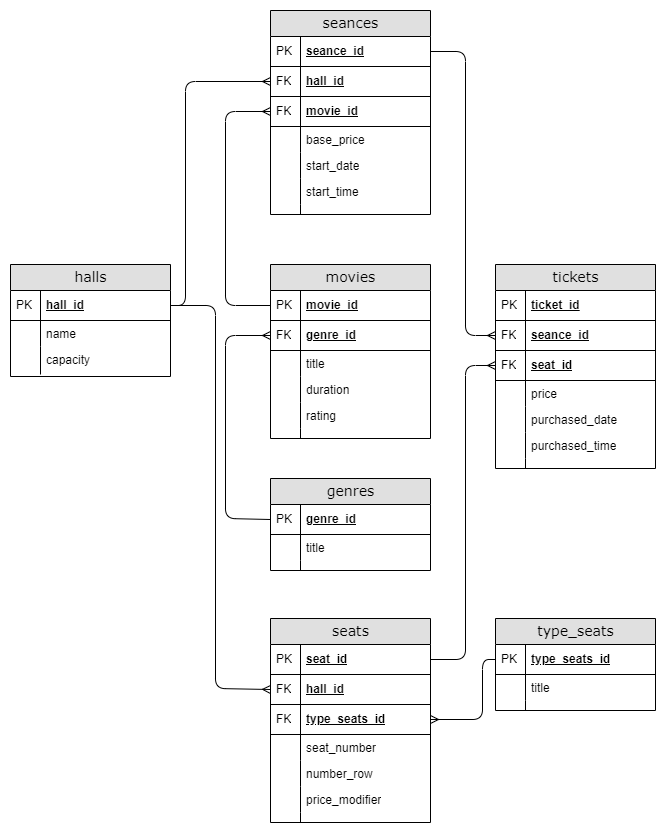 seances
PK seance_id
FK hall_id
FK movie_id
base_price
start_date
start_time
halls
PK hall_id
name
capacity
movies
PK movie_id
FK genre_id
title
duration
rating
tickets
PK ticket_id
FK seance_id
FK seat_id
price
purchased_date
purchased_time
genres
PK genre_id
title
seats
PK seat_id
FK hall_id
FK type_seats_id
seat_number
number_row
price_modifier
type_seats
PK type_seats_id
title